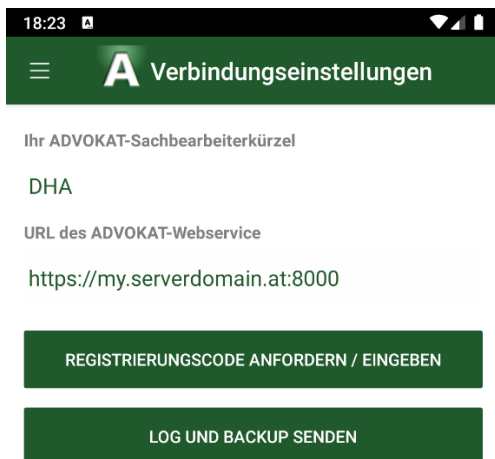 18:23 A
A Verbindungseinstellungen
Ihr ADVOKAT-Sachbearbeiterkürzel
DHA
URL des ADVOKAT-Webservice
https://my.serverdomain.at:8000
REGISTRIERUNGSCODE ANFORDERN / EINGEBEN
LOG UND BACKUP SENDEN